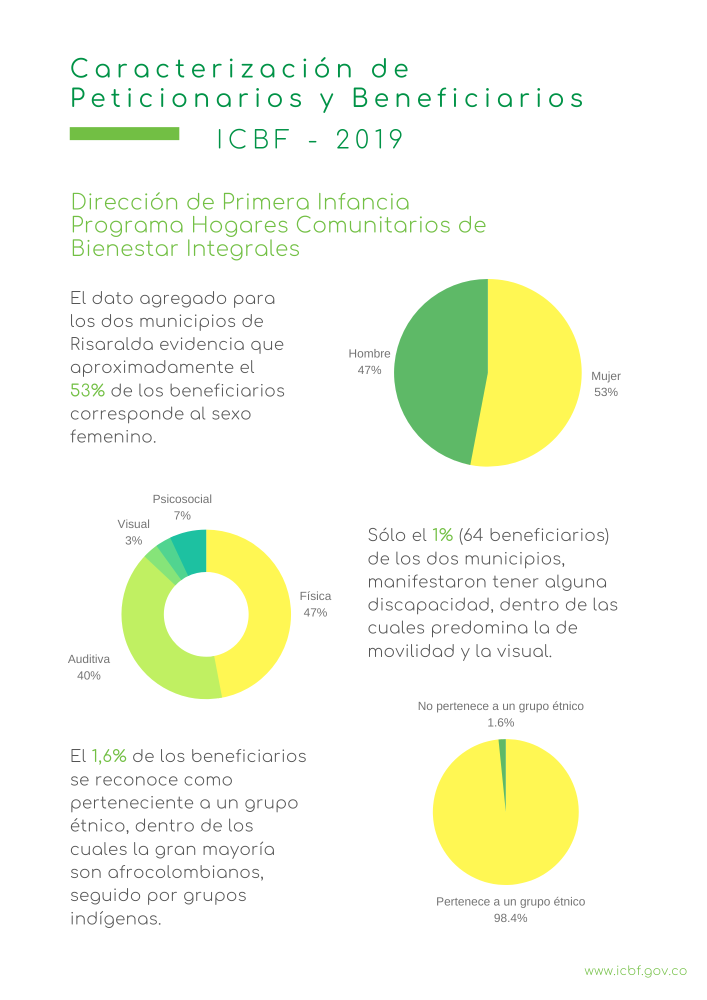 Caracterización de
Peticionarios y Beneficiarios
ICBF - 2019
Dirección de Primera Infancia
Programa Hogares Comunitarios de
Bienestar Integrales
El dato agregado para
los dos municipios de
Risaralda evidencia que
aproximadamente el
53% de los beneficiarios
corresponde al sexo
femenino.
Hombre
47%
Mujer
53%
Psicosocial
7%
Visual
3%
Física
47%
Auditiva
40%
Sólo el 1% (64 beneficiarios)
de los dos municipios,
manifestaron tener alguna
discapacidad, dentro de las
cuales predomina la de
movilidad y la visual.
No pertenece a un grupo étnico
1.6%
Pertenece a un grupo étnico
98.4%
El 1,6% de los beneficiarios
se reconoce como
perteneciente a un grupo
étnico, dentro de los
cuales la gran mayoría
son afrocolombianos,
seguido por grupos
indígenas.
www.icbf.gov.co